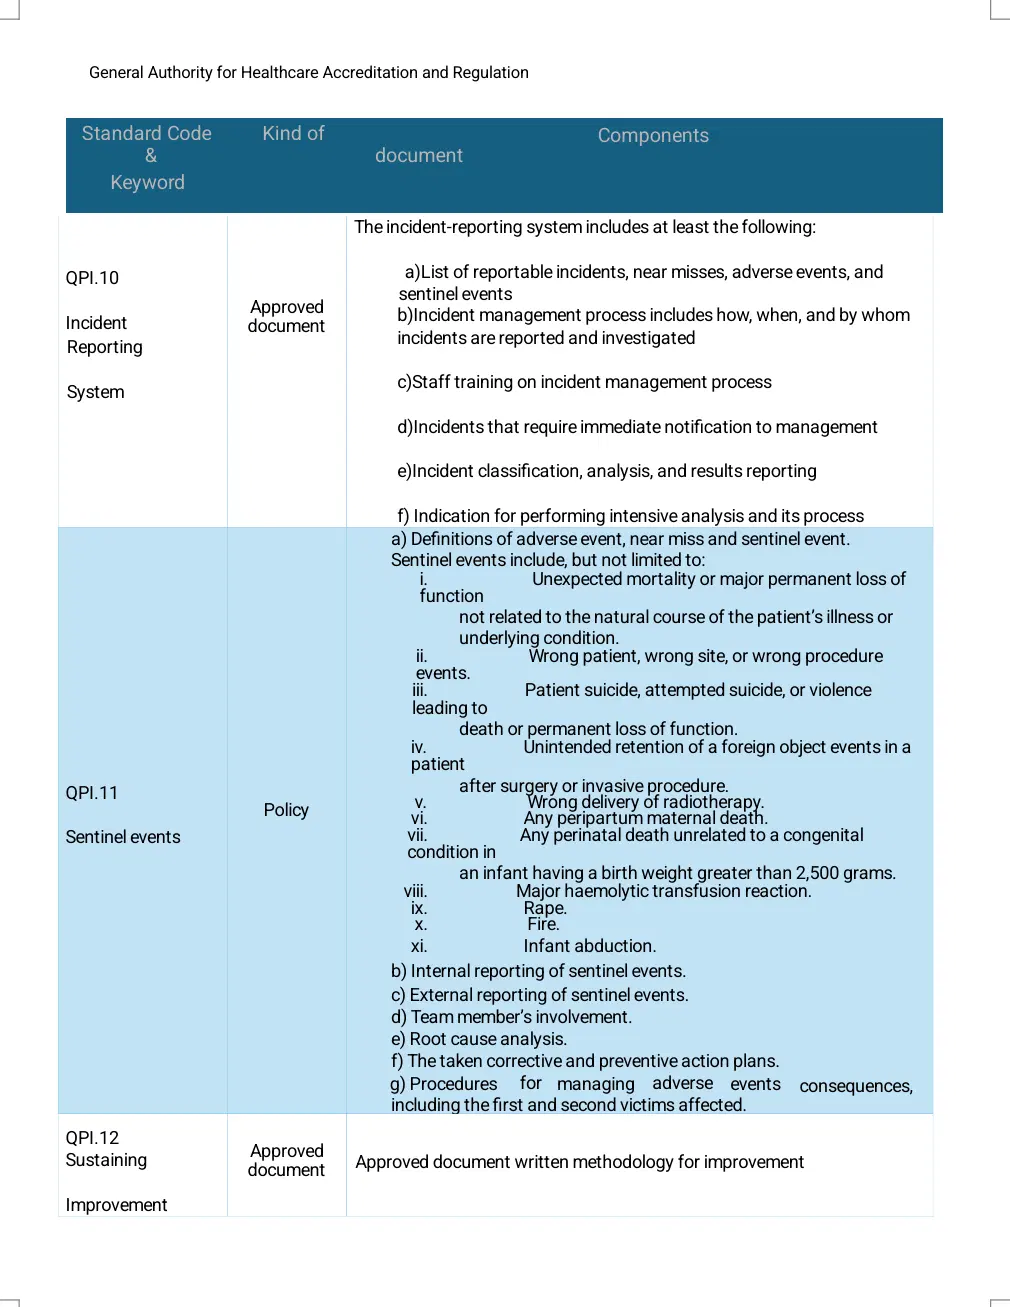 General Authority for Healthcare Accreditation and Regulation
Standard Code
&
Keyword
Kind of
document
Components
QPI.10
Incident
Reporting
System
Approved
document
The incident-reporting system includes at least the following:
a)List of reportable incidents, near misses, adverse events, and
sentinel events
b)Incident management process includes how, when, and by whom
incidents are reported and investigated
c)Staff training on incident management process
d)Incidents that require immediate notification to management
e)Incident classification, analysis, and results reporting
f) Indication for performing intensive analysis and its process
QPI.11
Sentinel events
Policy
a) Definitions of adverse event, near miss and sentinel event.
Sentinel events include, but not limited to:
i. Unexpected mortality or major permanent loss of
function
not related to the natural course of the patient’s illness or
underlying condition.
ii. Wrong patient, wrong site, or wrong procedure
events.
iii. Patient suicide, attempted suicide, or violence
leading to
death or permanent loss of function.
iv. Unintended retention of a foreign object events in a
patient
after surgery or invasive procedure.
v. Wrong delivery of radiotherapy.
vi. Any peripartum maternal death.
vii. Any perinatal death unrelated to a congenital
condition in
an infant having a birth weight greater than 2,500 grams.
viii. Major haemolytic transfusion reaction.
ix. Rape.
x. Fire.
xi. Infant abduction.
b) Internal reporting of sentinel events.
c) External reporting of sentinel events.
d) Team member’s involvement.
e) Root cause analysis.
f) The taken corrective and preventive action plans.
g) Procedures for managing adverse events consequences,
including the first and second victims affected.
QPI.12
Sustaining
Improvement
Approved
document
Approved document written methodology for improvement